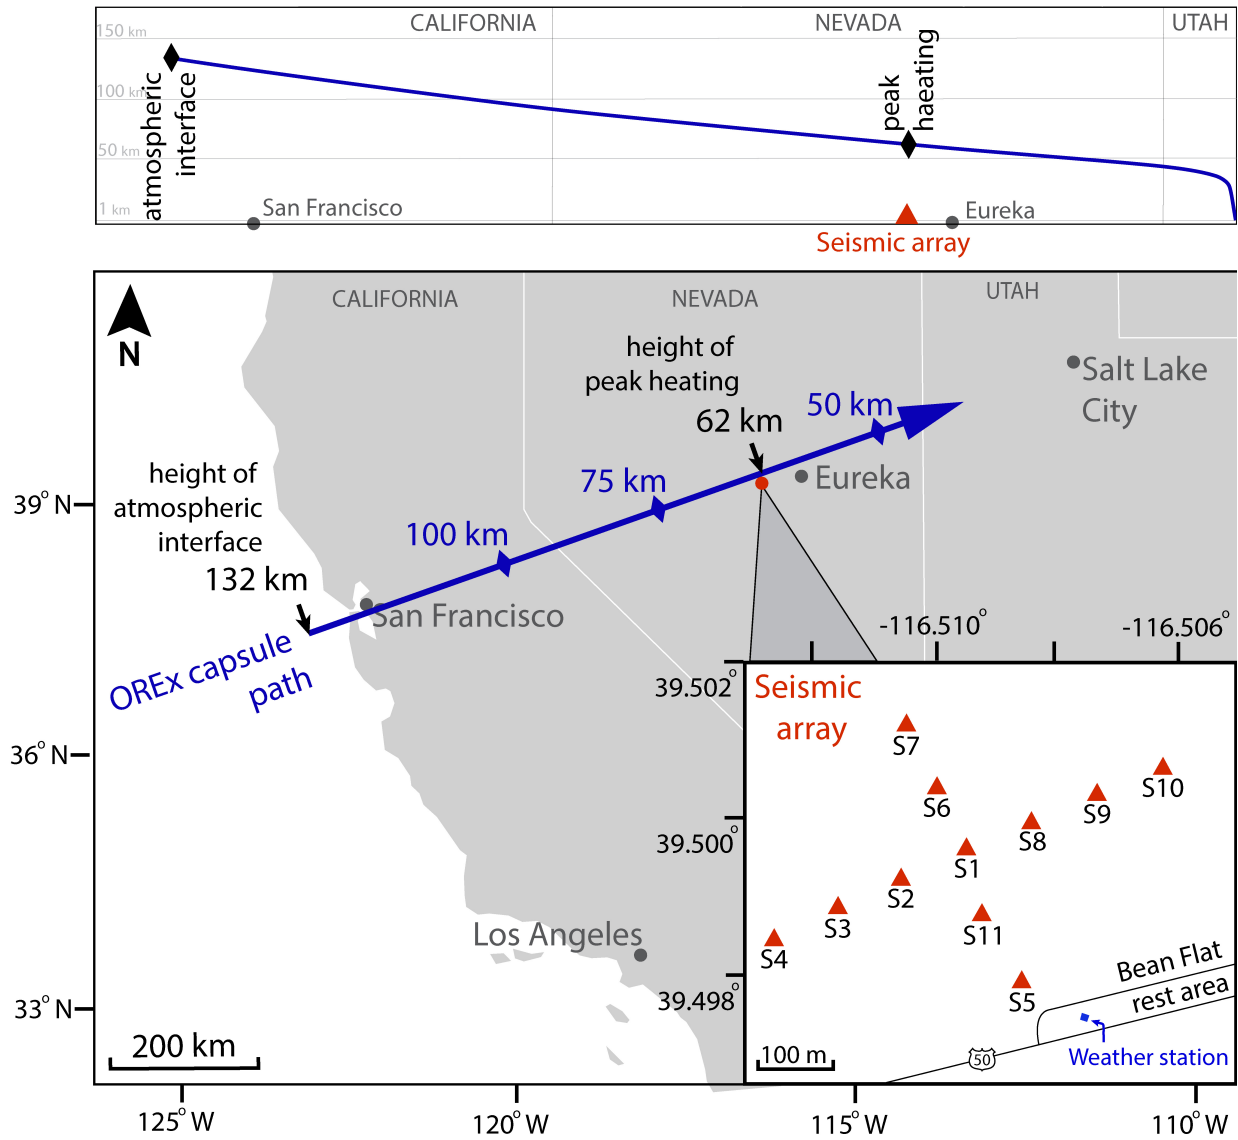 CALIFORNIA
NEVADA
UTAH
150 km
100 km
50 km
1 km
atmospheric
interface
peak
haeating
San Francisco
Eureka
Seismic array
CALIFORNIA
NEVADA
UTAH
N
height of
peak heating
62 km
50 km
Salt Lake
City
75 km
Eureka
height of
atmospheric
interface
132 km
100 km
San Francisco
OREx capsule
path
39° N
36° N
33° N
-116.510°
-116.506°
39.502°
39.500°
39.498°
Seismic
array
S7
S10
S6
S9
S8
S1
S2
S3
S11
S4
S5
Bean Flat
rest area
Weather station
50
100 m
Los Angeles
200 km
125° W
120° W
115° W
110° W